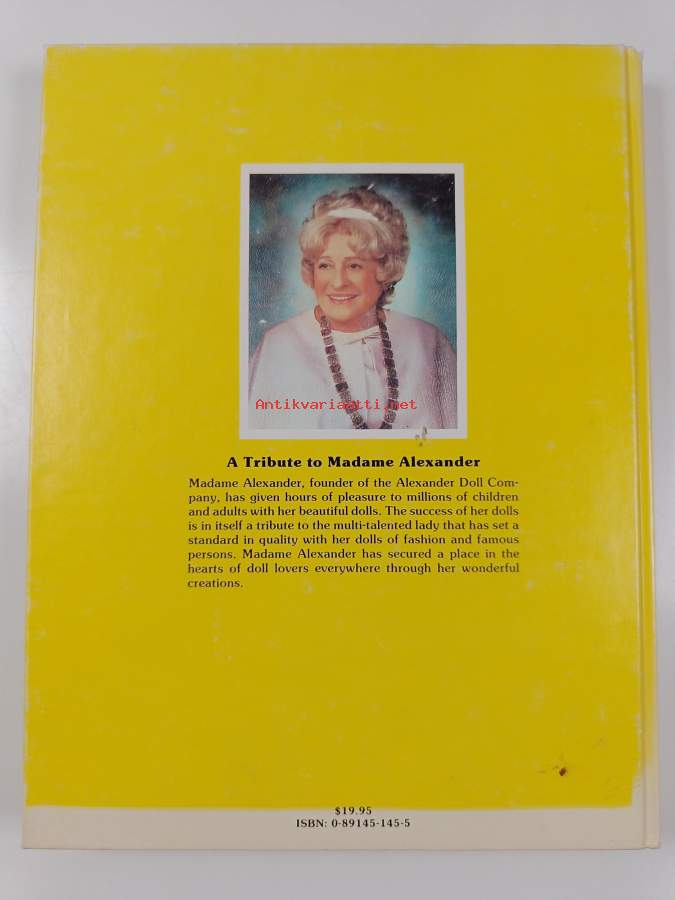 Antikvariaatti.net
A Tribute to Madame Alexander
Madame Alexander, founder of the Alexander Doll Com-
pany, has given hours of pleasure to millions of children
and adults with her beautiful dolls. The success of her dolls
is in itself a tribute to the multi-talented lady that has set a
standard in quality with her dolls of fashion and famous
persons. Madame Alexander has secured a place in the
hearts of doll lovers everywhere through her wonderful
creations.
$19.95
ISBN: 0-89145-145-5